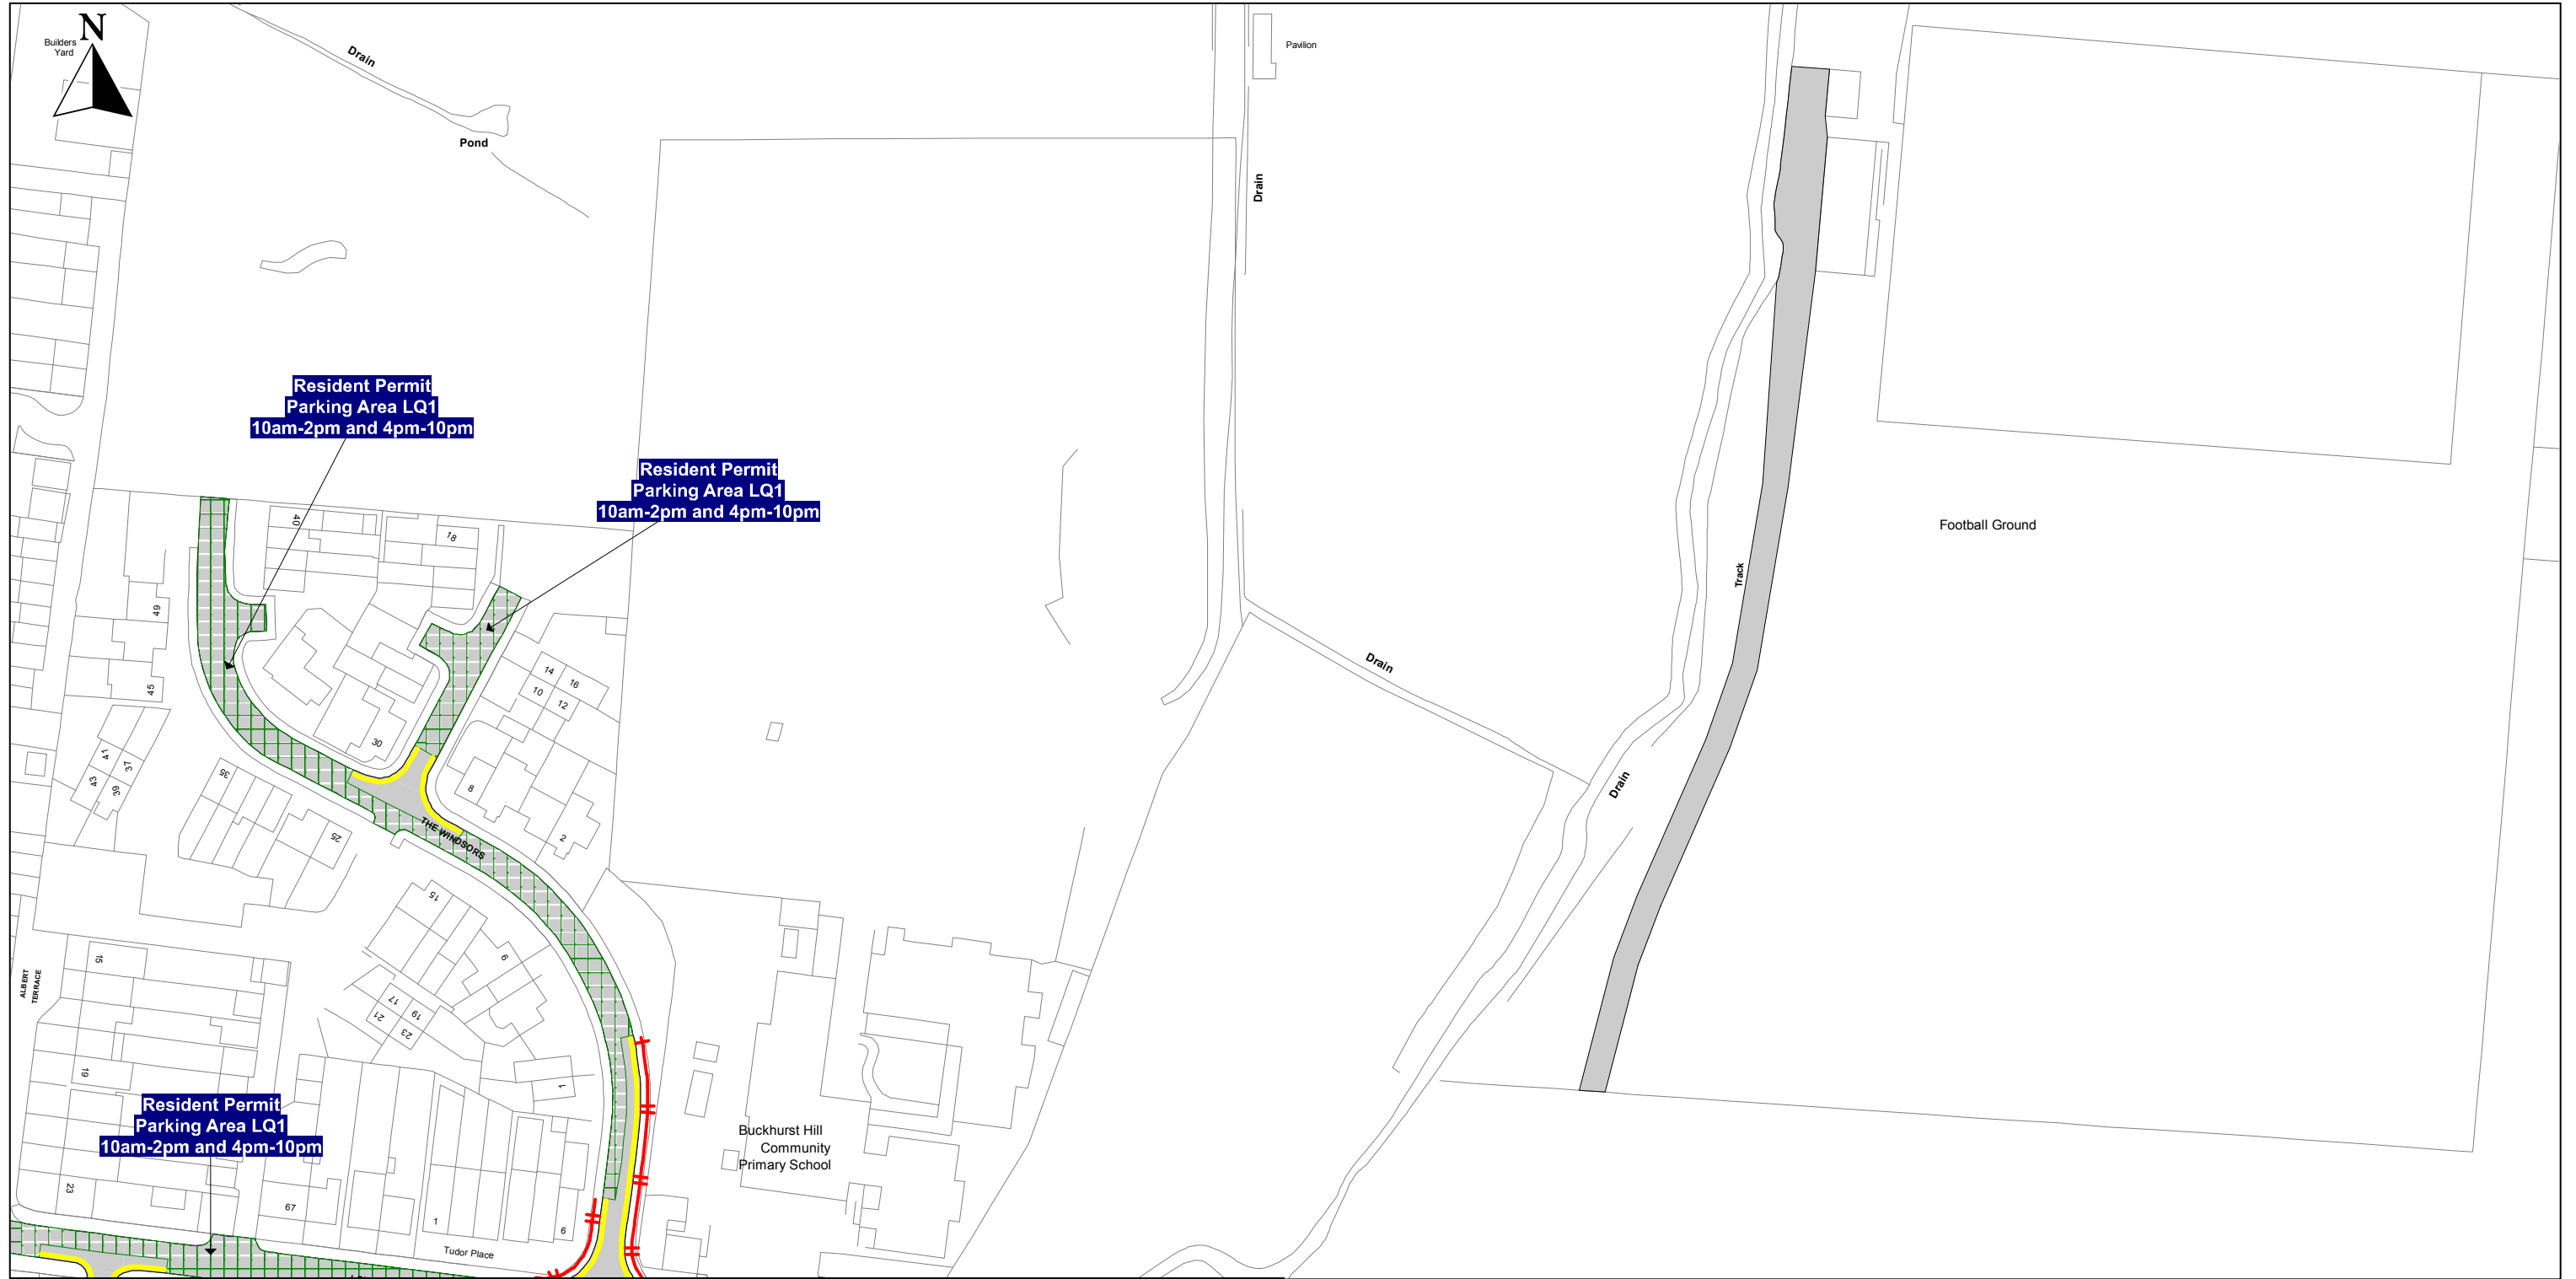 N
Builders
Yard
Drain
Pavilion
Pond
Drain
Resident Permit
Parking Area LQ1
10am-2pm and 4pm-10pm
Resident Permit
Parking Area LQ1
10am-2pm and 4pm-10pm
Football Ground
40
18
Track
49
45
14
16
10
12
Drain
30
41
37
43
39
35
8
Drain
25
2
THE WINDSORS
15
9
15
ALBERT
TERRACE
17
19
21
23
19
1
Resident Permit
Parking Area LQ1
10am-2pm and 4pm-10pm
Buckhurst Hill
Community
Primary School
23
67
1
6
Tudor Place